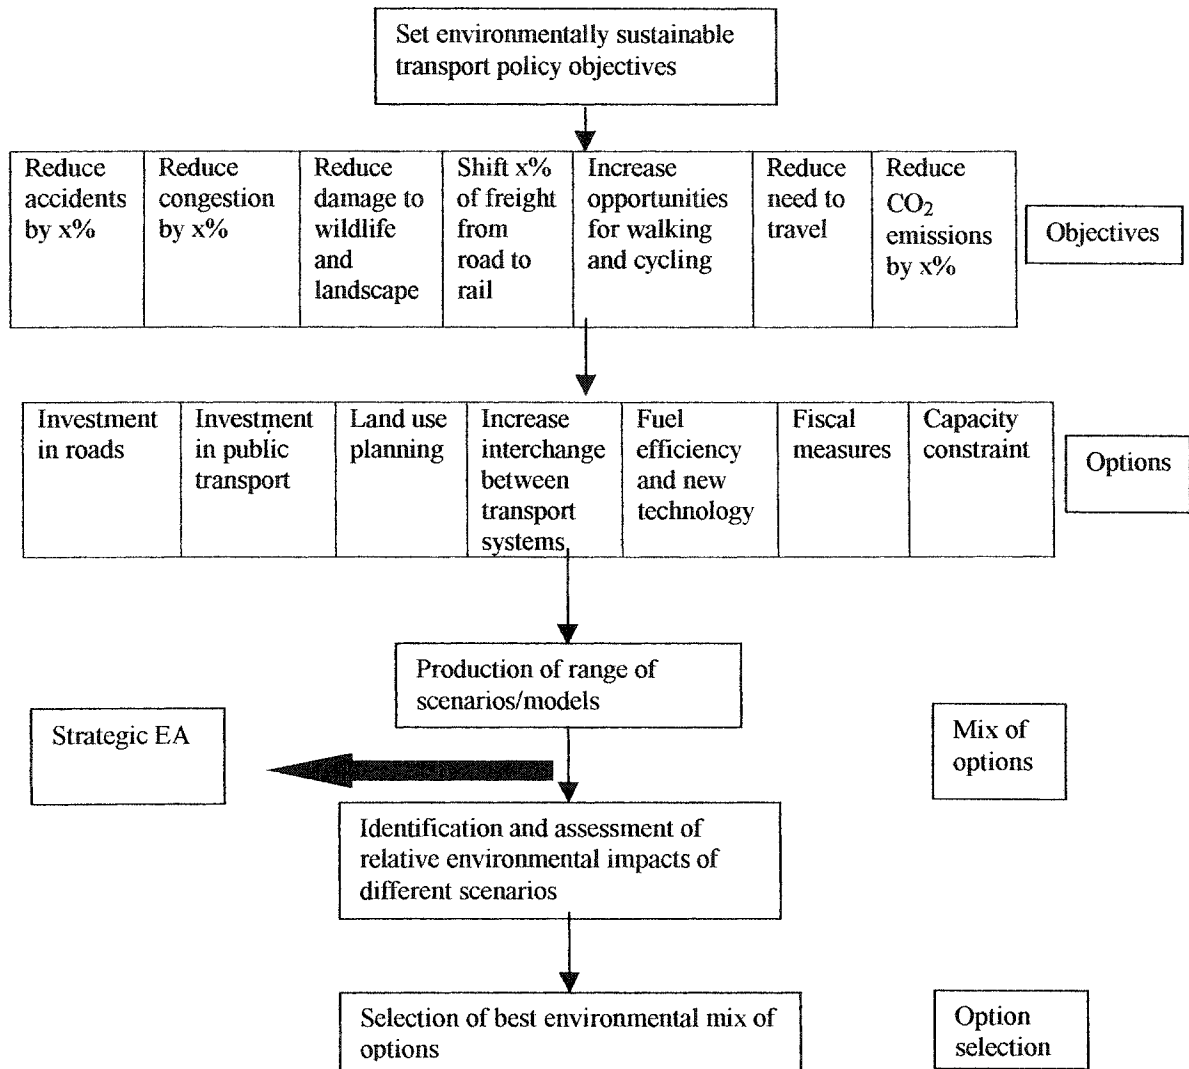 Set environmentally sustainable
transport policy objectives
Reduce
accidents
by x%
Reduce
congestion
by x%
Reduce
damage to
wildlife
and
landscape
Shift x%
of freight
from
road to
rail
Increase
opportunities
for walking
and cycling
Reduce
need to
travel
Reduce
CO₂
emissions
by x%
Objectives
Investment
in roads
Investment
in public
transport
Land use
planning
Increase
interchange
between
transport
systems
Fuel
efficiency
and new
technology
Fiscal
measures
Capacity
constraint
Options
Production of range of
scenarios/models
Strategic EA
Mix of
options
Identification and assessment of
relative environmental impacts of
different scenarios
Selection of best environmental mix of
options
Option
selection